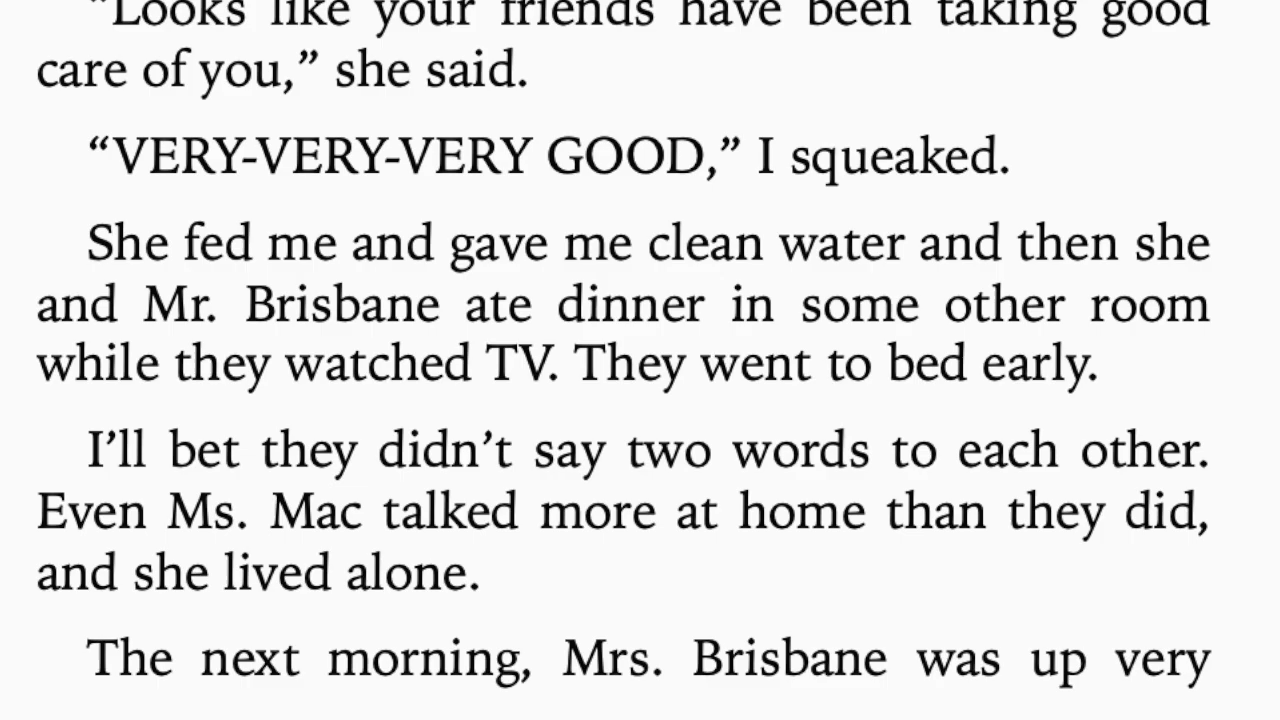 “Looks like your friends have been taking good
care of you,” she said.
“VERY-VERY-VERY GOOD,” I squeaked.
She fed me and gave me clean water and then she
and Mr. Brisbane ate dinner in some other room
while they watched TV. They went to bed early.
I’ll bet they didn’t say two words to each other.
Even Ms. Mac talked more at home than they did,
and she lived alone.
The next morning, Mrs. Brisbane was up very